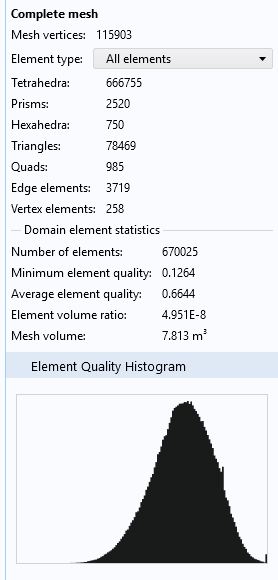 Complete mesh
Mesh vertices: 115903
Element type: All elements
Tetrahedra: 666755
Prisms: 2520
Hexahedra: 750
Triangles: 78469
Quads: 985
Edge elements: 3719
Vertex elements: 258
Domain element statistics
Number of elements: 670025
Minimum element quality: 0.1264
Average element quality: 0.6644
Element volume ratio: 4.951E-8
Mesh volume: 7.813 m³
Element Quality Histogram